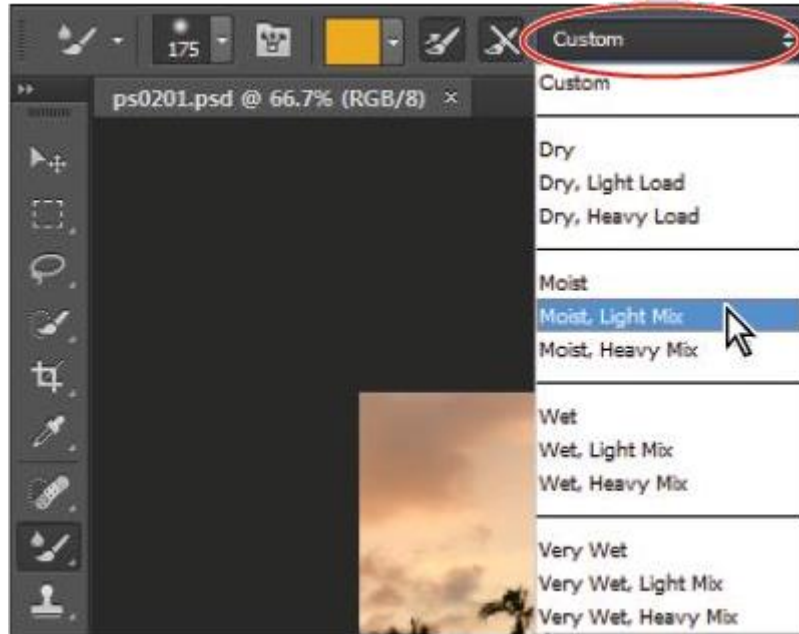 175
Custom
ps0201.psd @ 66.7% (RGB/8) ×
Custom
Dry
Dry, Light Load
Dry, Heavy Load
Moist
Moist, Light Mix
Moist, Heavy Mix
Wet
Wet, Light Mix
Wet, Heavy Mix
Very Wet
Very Wet, Light Mix
Very Wet, Heavy Mix